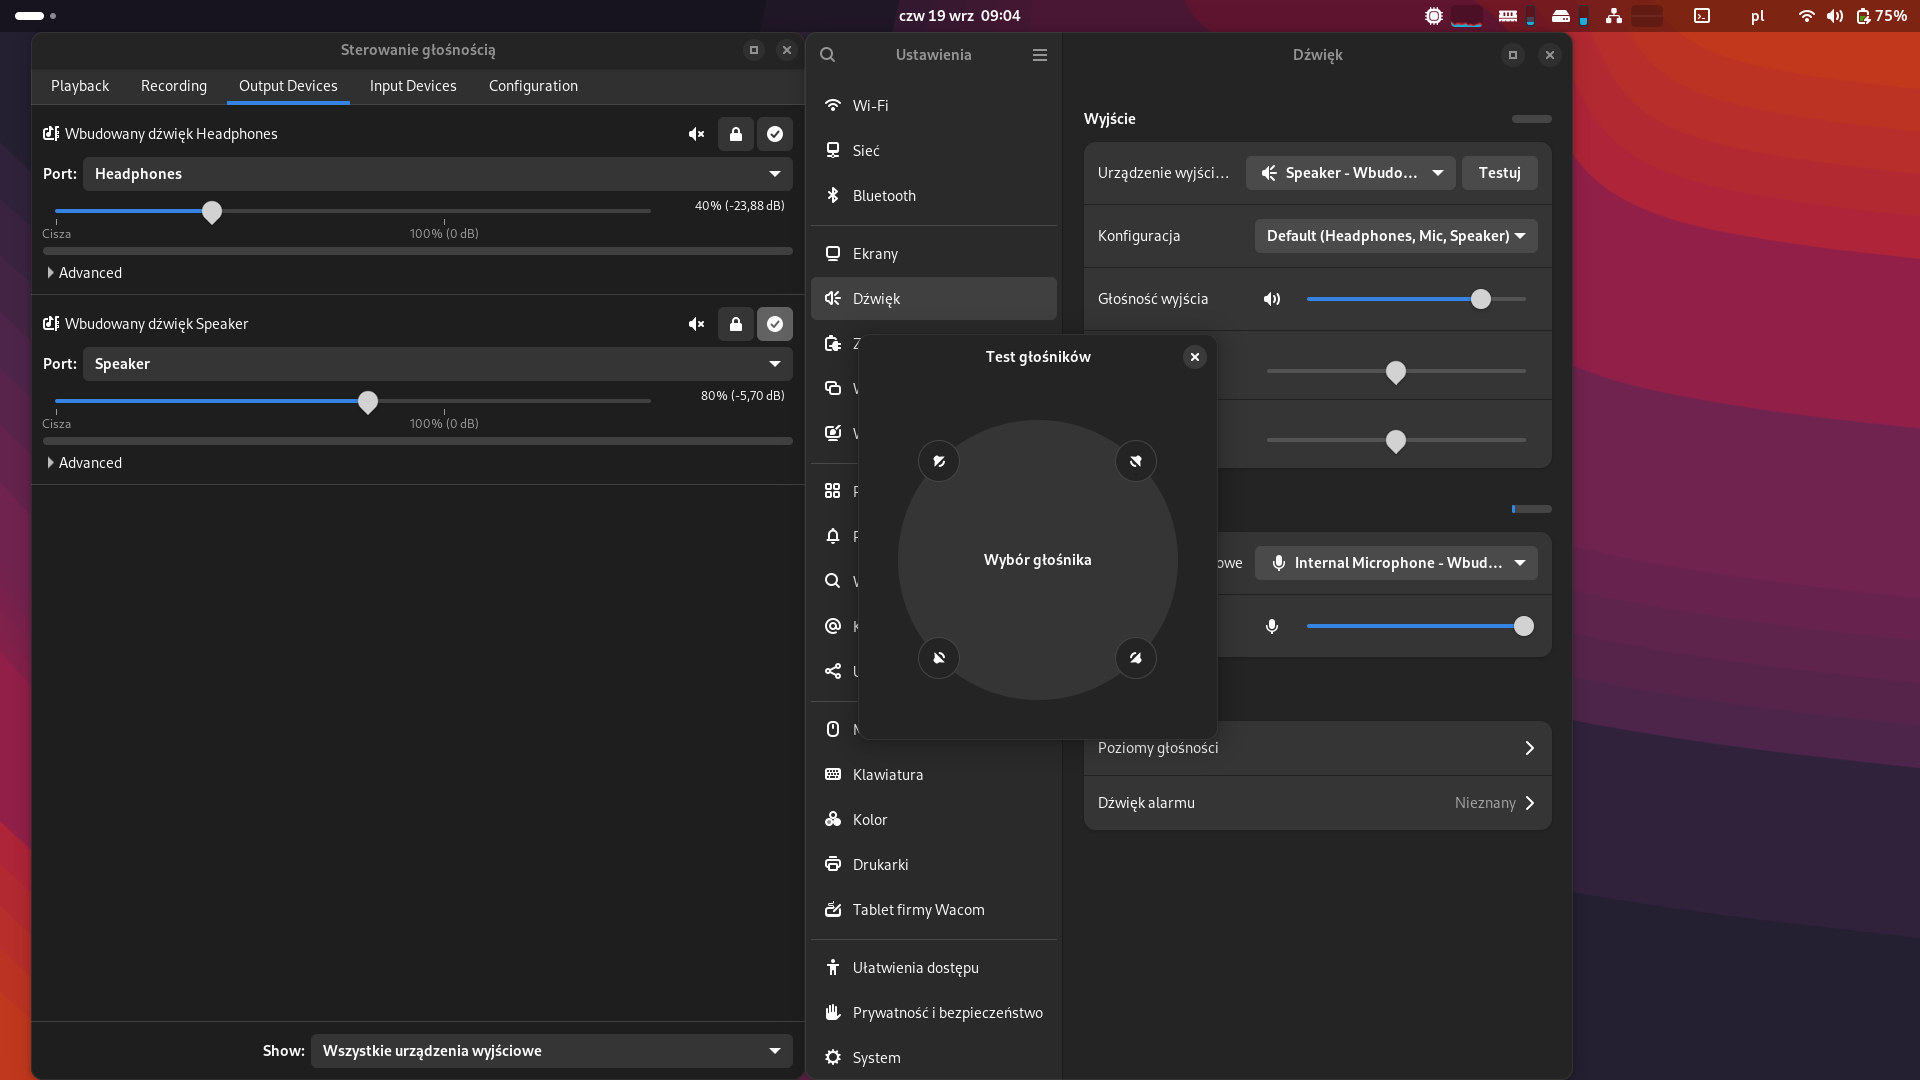 czw 19 wrz 09:04
pl
75%
Sterowanie głośnością
Playback Recording Output Devices Input Devices Configuration
Wbudowany dźwięk Headphones
Port: Headphones
40% (-23,88 dB)
Cisza 100% (0 dB)
Advanced
Wbudowany dźwięk Speaker
Port: Speaker
80% (-5,70 dB)
Cisza 100% (0 dB)
Advanced
Show: Wszystkie urządzenia wyjściowe
Ustawienia
Wi-Fi
Sieć
Bluetooth
Ekrany
Dźwięk
Klawiatura
Kolor
Drukarki
Tablet firmy Wacom
Ułatwienia dostępu
Prywatność i bezpieczeństwo
System
Dźwięk
Wyjście
Urządzenie wyjści… Speaker - Wbudo… Testuj
Konfiguracja Default (Headphones, Mic, Speaker)
Głośność wyjścia
owe Internal Microphone - Wbud…
Poziomy głośności
Dźwięk alarmu Nieznany
Test głośników
Wybór głośnika